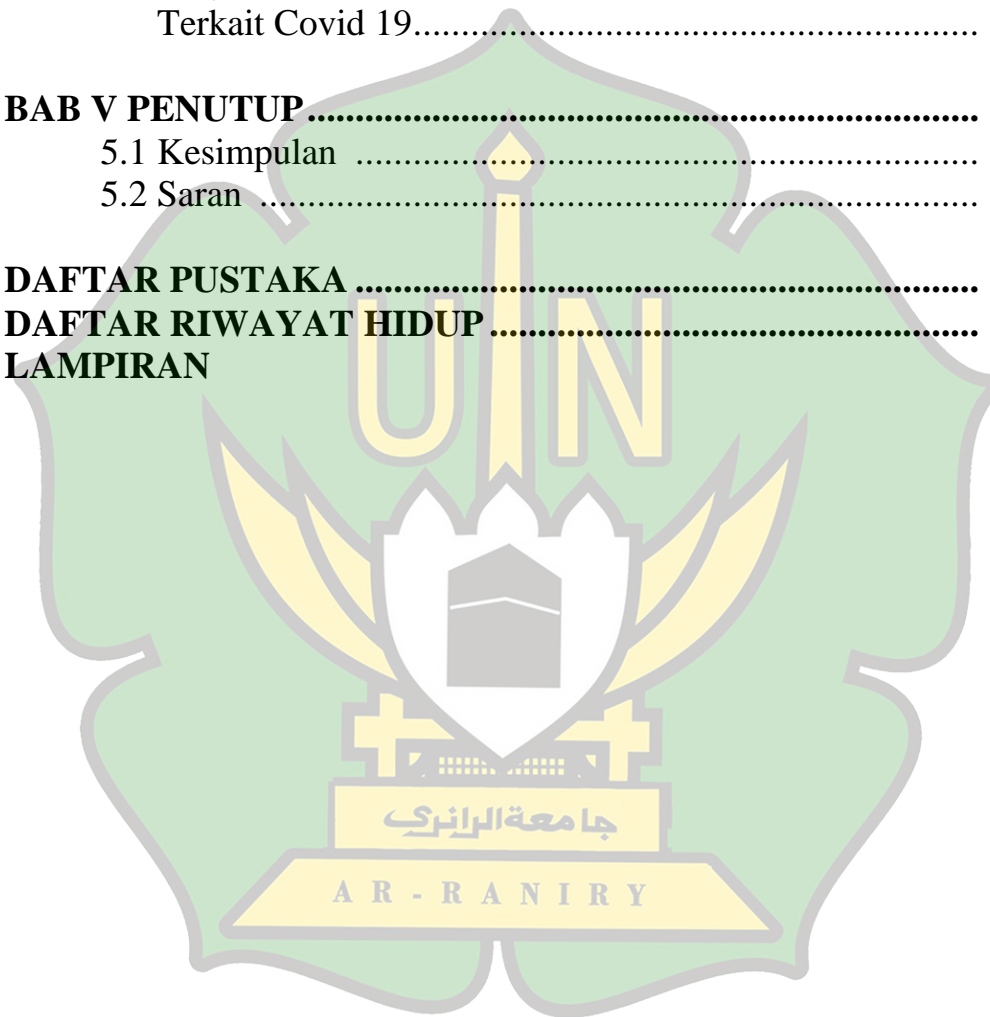 Terkait Covid 19...........................................................
BAB V PENUTUP......................................................................
5.1 Kesimpulan .................................................................
5.2 Saran ...........................................................................
DAFTAR PUSTAKA .................................................................
DAFTAR RIWAYAT HIDUP...................................................
LAMPIRAN
UIN
جامعة الرانري
AR-RANIRY